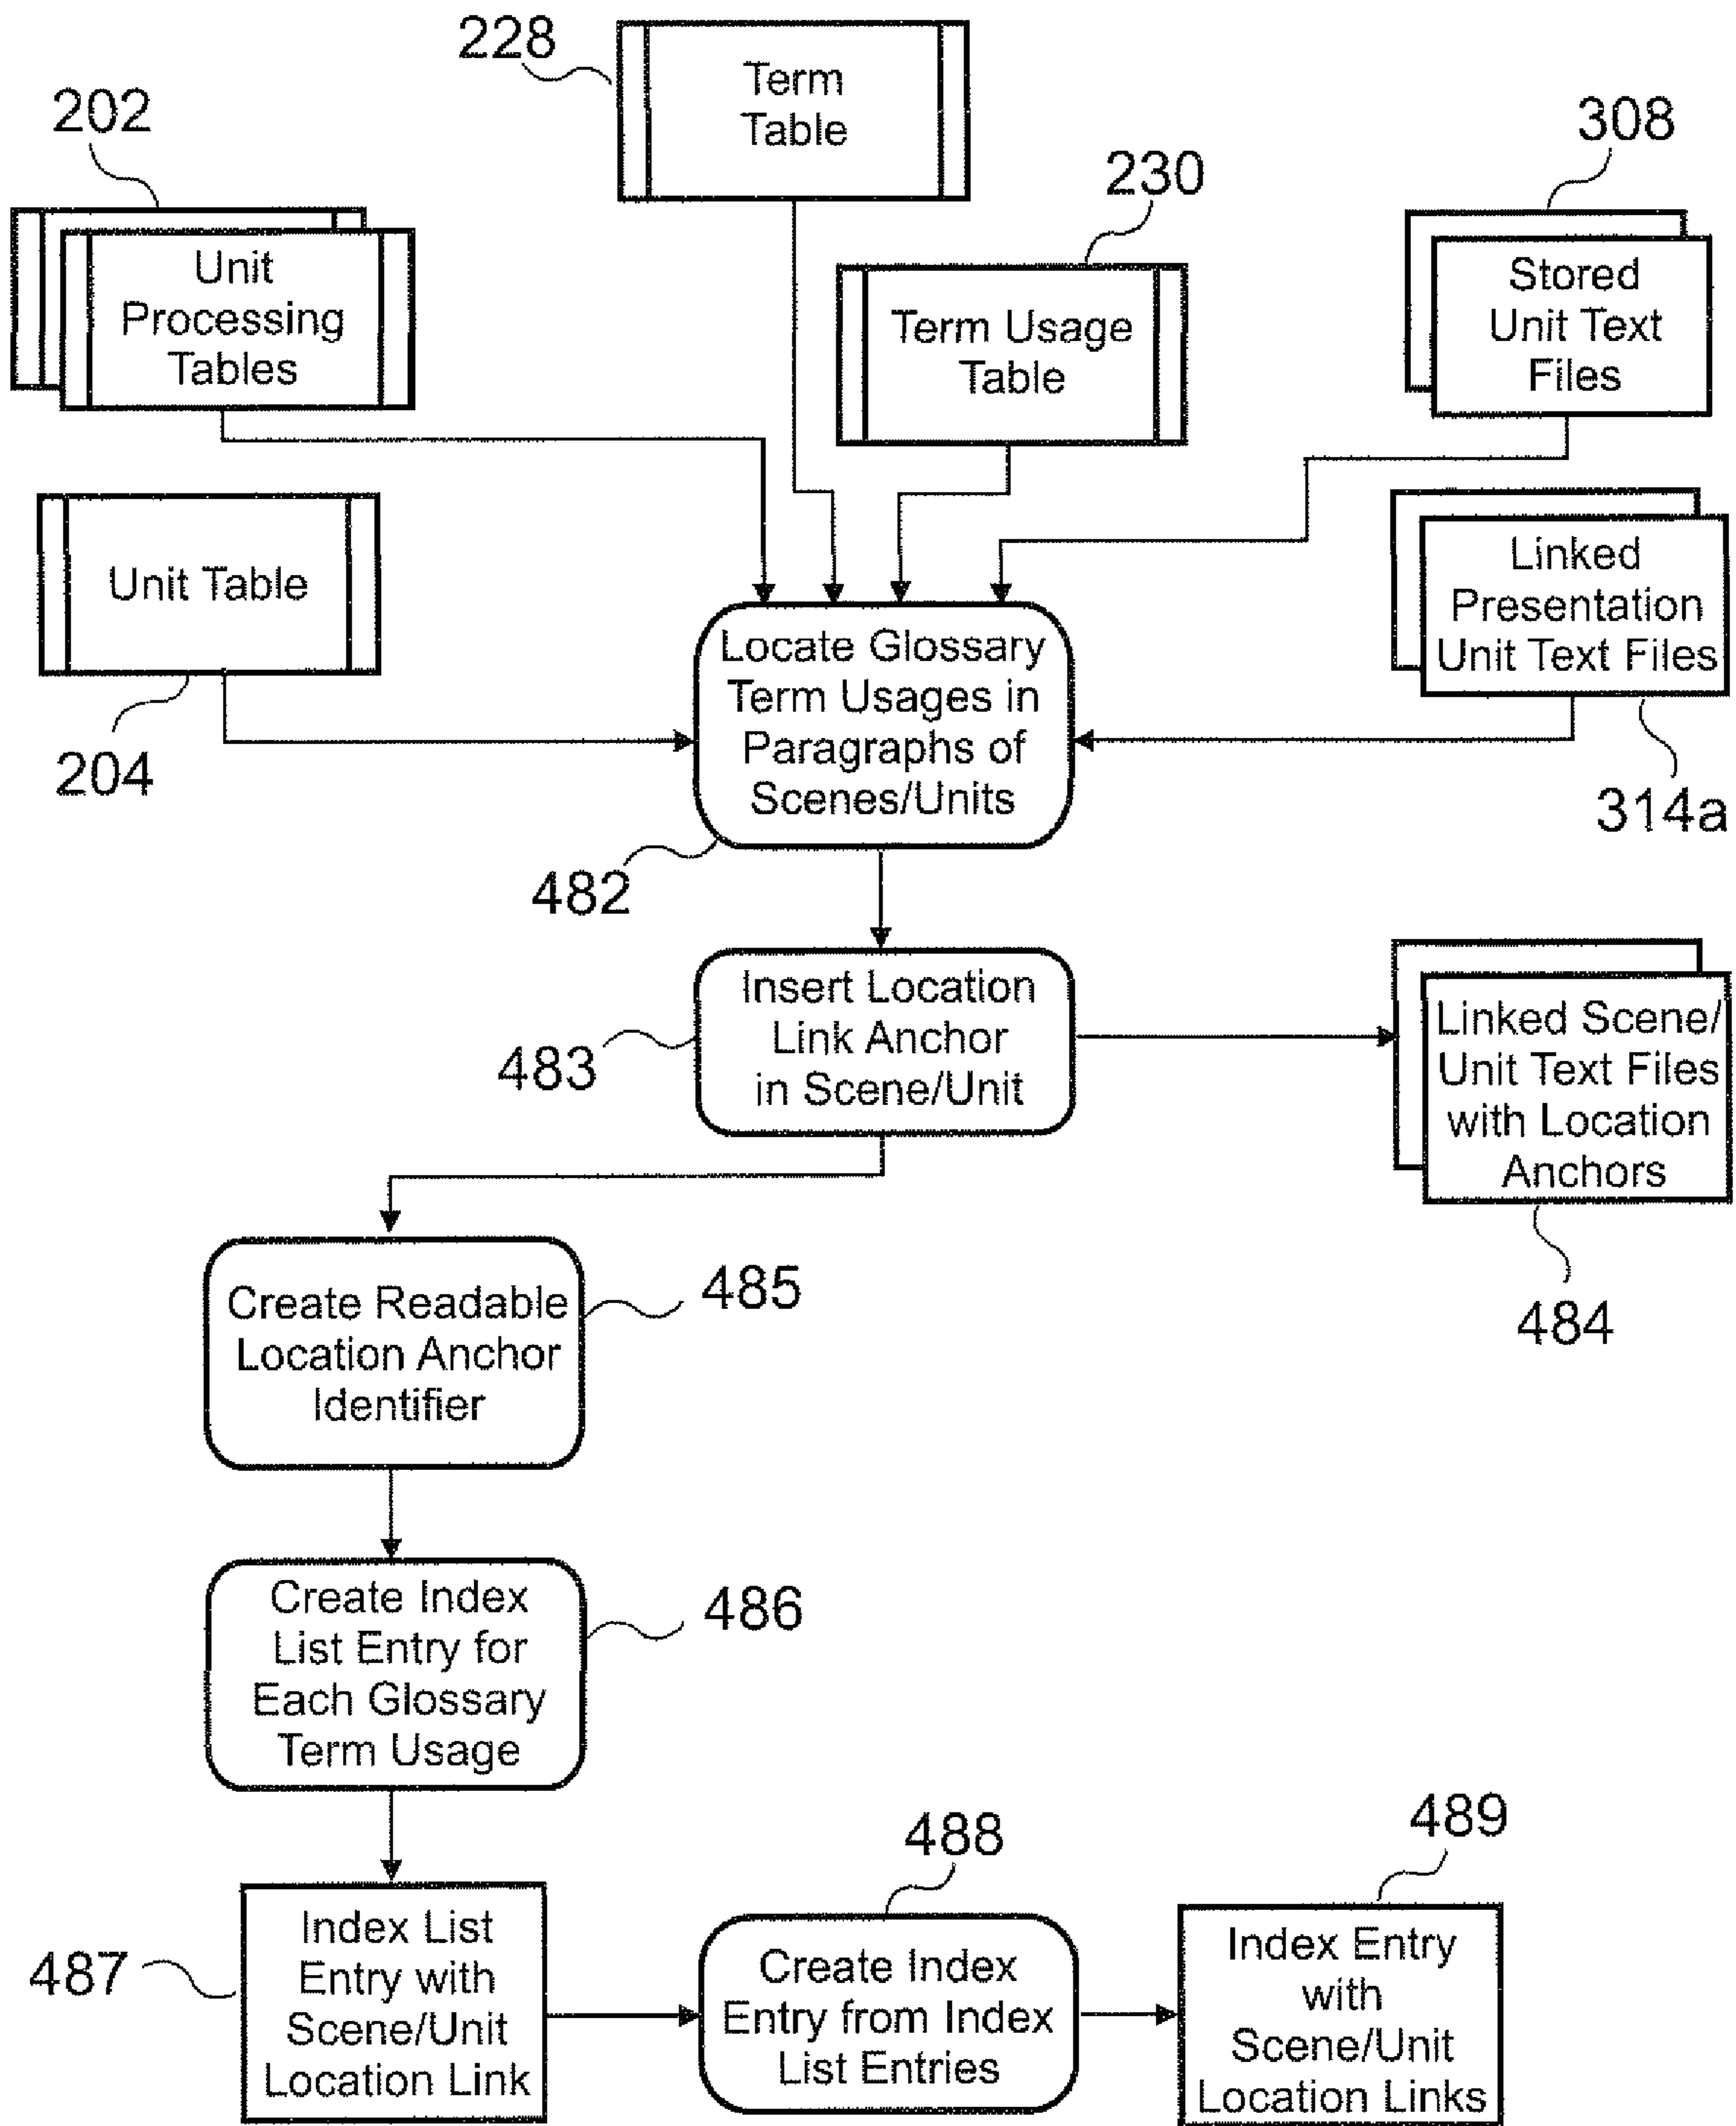 228
Term
Table
202
Unit
Processing
Tables
230
Term Usage
Table
308
Stored
Unit Text
Files
Unit Table
204
Linked
Presentation
Unit Text Files
314a
Locate Glossary
Term Usages in
Paragraphs of
Scenes/Units
482
Insert Location
Link Anchor
in Scene/Unit
483
Linked Scene/
Unit Text Files
with Location
Anchors
484
Create Readable
Location Anchor
Identifier
485
Create Index
List Entry for
Each Glossary
Term Usage
486
Index List
Entry with
Scene/Unit
Location Link
487
488
Create Index
Entry from Index
List Entries
489
Index Entry
with
Scene/Unit
Location Links